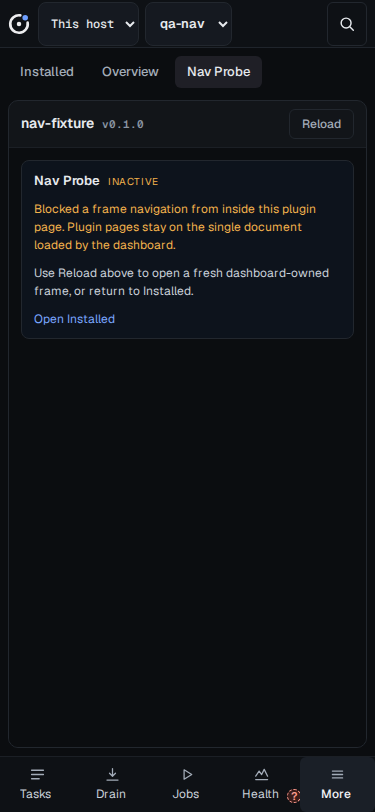 This host
qa-nav
Installed
Overview
Nav Probe
nav-fixture v0.1.0
Reload
Nav Probe INACTIVE
Blocked a frame navigation from inside this plugin
page. Plugin pages stay on the single document
loaded by the dashboard.
Use Reload above to open a fresh dashboard-owned
frame, or return to Installed.
Open Installed
Tasks
Drain
Jobs
Health
?
More